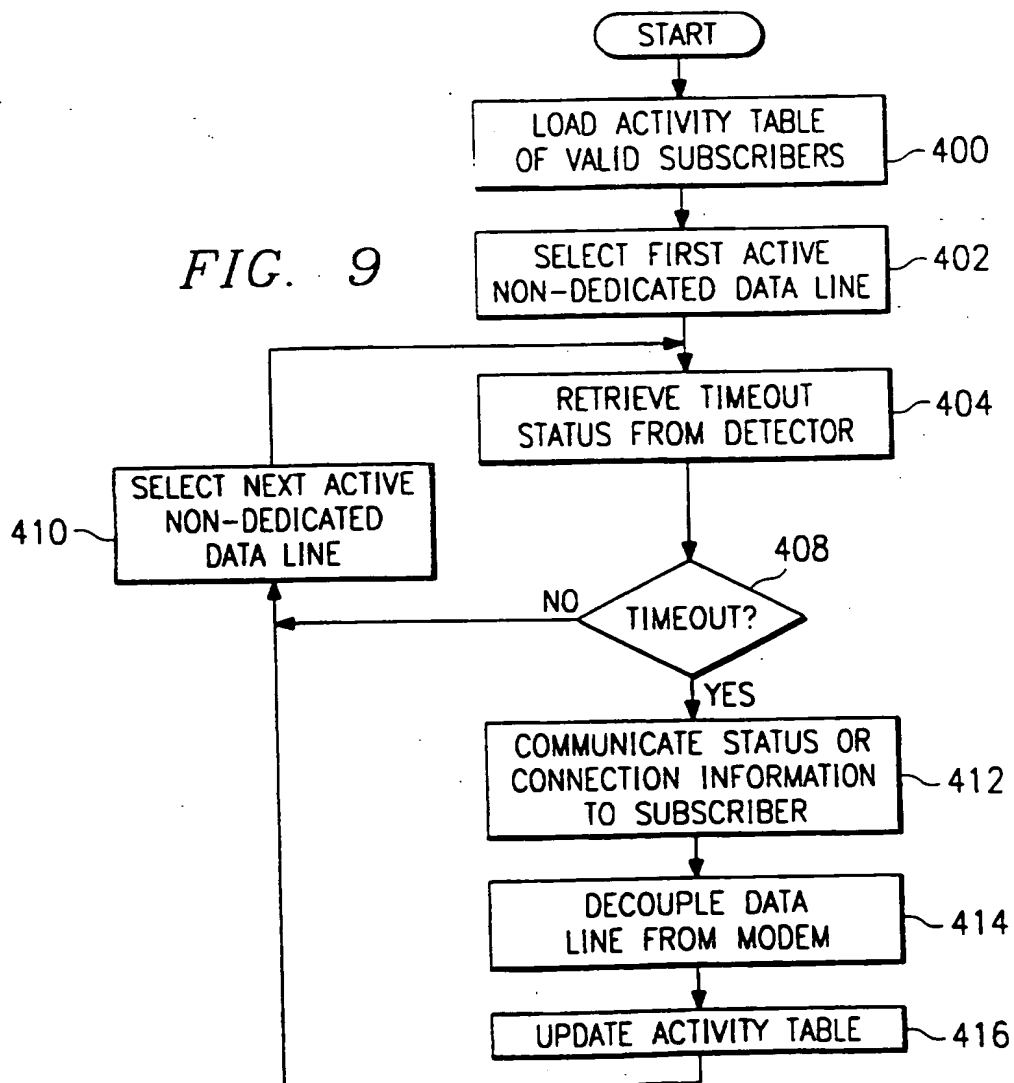 START
LOAD ACTIVITY TABLE
OF VALID SUBSCRIBERS
400
FIG. 9
SELECT FIRST ACTIVE
NON-DEDICATED DATA LINE
402
RETRIEVE TIMEOUT
STATUS FROM DETECTOR
404
SELECT NEXT ACTIVE
NON-DEDICATED
DATA LINE
410
408
TIMEOUT?
NO
YES
COMMUNICATE STATUS OR
CONNECTION INFORMATION
TO SUBSCRIBER
412
DECOUPLE DATA
LINE FROM MODEM
414
UPDATE ACTIVITY TABLE
416